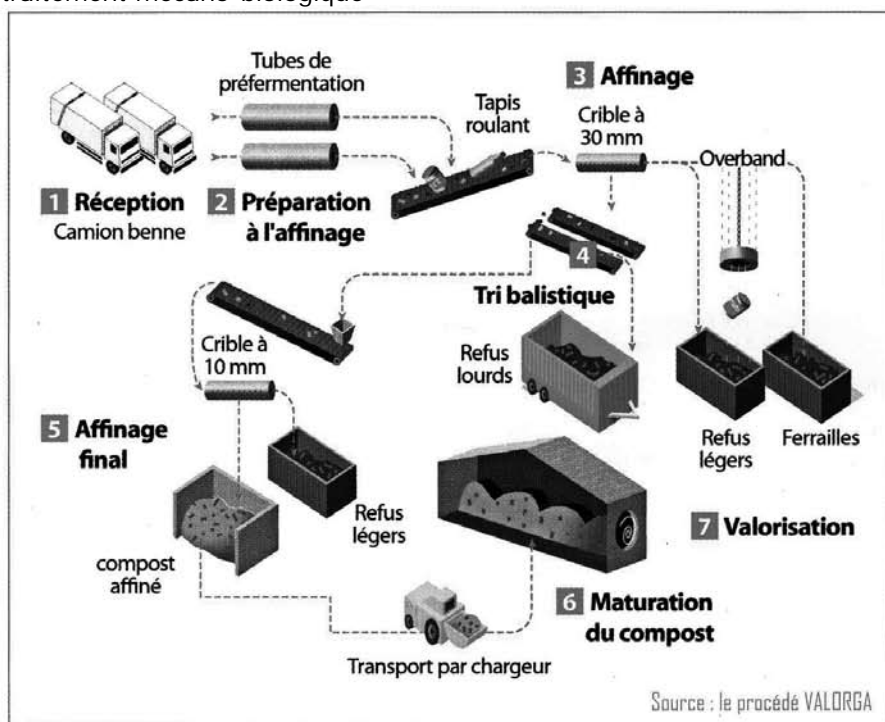 traitement mécano-biologique
Tubes de
préfermentation
3 Affinage
Tapis
roulant
Crible à
30 mm
Overband
1 Réception
Camion benne
2 Préparation
à l'affinage
4
Tri balistique
Crible à
10 mm
Refus
lourds
5 Affinage
final
Refus
légers
Ferrailles
Refus
légers
7 Valorisation
compost
affiné
6 Maturation
du compost
Transport par chargeur
Source : le procédé VALORGA